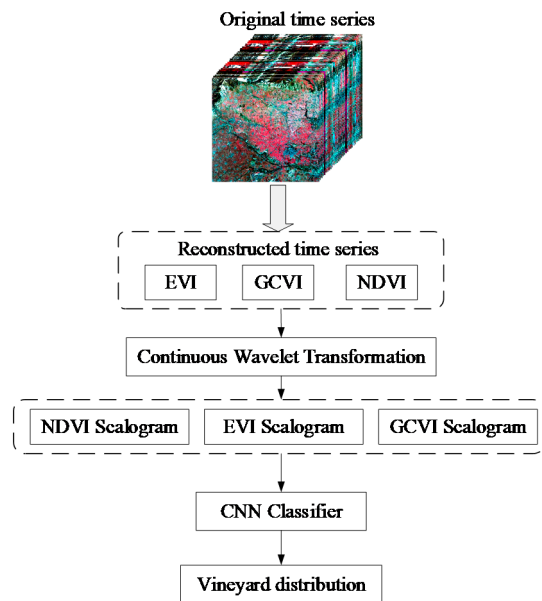 Original time series
Reconstructed time series
EVI GCVI NDVI
Continuous Wavelet Transformation
NDVI Scalogram EVI Scalogram GCVI Scalogram
CNN Classifier
Vineyard distribution